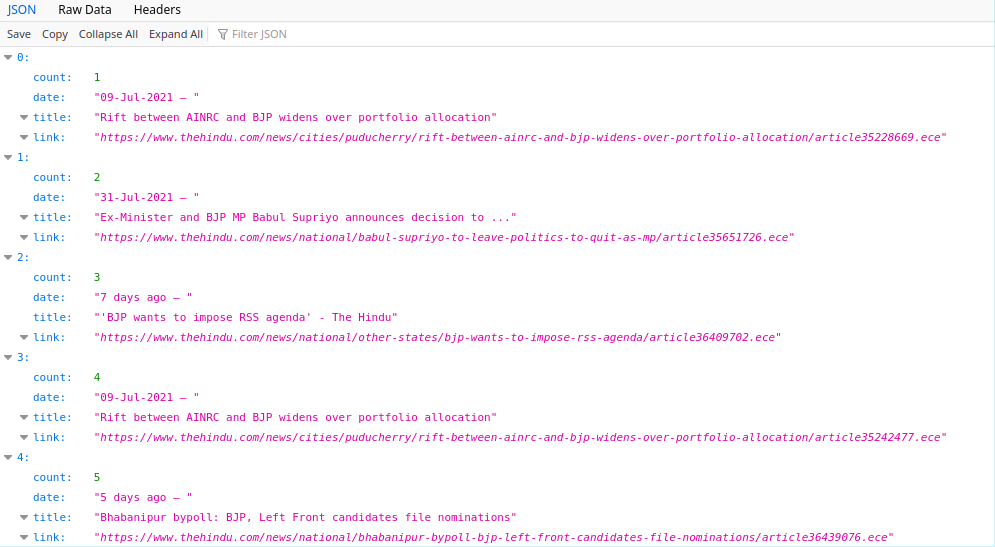 JSON Raw Data Headers
Save Copy Collapse All Expand All Filter JSON
0:
count: 1
date: "09-Jul-2021 — "
title: "Rift between AINRC and BJP widens over portfolio allocation"
link: "https://www.thehindu.com/news/cities/puducherry/rift-between-ainrc-and-bjp-widens-over-portfolio-allocation/article35228669.ece"
1:
count: 2
date: "31-Jul-2021 — "
title: "Ex-Minister and BJP MP Babul Supriyo announces decision to ..."
link: "https://www.thehindu.com/news/national/babul-supriyo-to-leave-politics-to-quit-as-mp/article35651726.ece"
2:
count: 3
date: "7 days ago — "
title: "'BJP wants to impose RSS agenda' - The Hindu"
link: "https://www.thehindu.com/news/national/other-states/bjp-wants-to-impose-rss-agenda/article36409702.ece"
3:
count: 4
date: "09-Jul-2021 — "
title: "Rift between AINRC and BJP widens over portfolio allocation"
link: "https://www.thehindu.com/news/cities/puducherry/rift-between-ainrc-and-bjp-widens-over-portfolio-allocation/article35242477.ece"
4:
count: 5
date: "5 days ago — "
title: "Bhabanipur bypoll: BJP, Left Front candidates file nominations"
link: "https://www.thehindu.com/news/national/bhabanipur-bypoll-bjp-left-front-candidates-file-nominations/article36439076.ece"